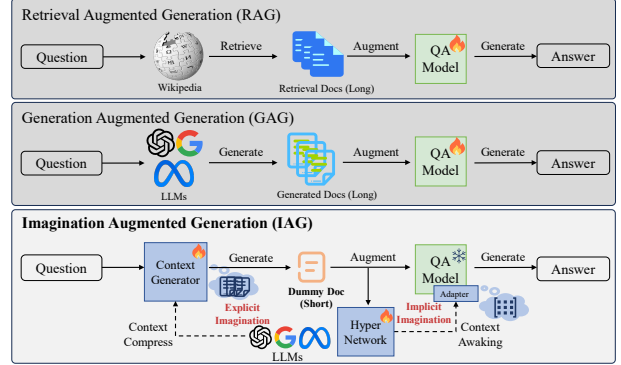 Retrieval Augmented Generation (RAG)
Question
Retrieve
Augment
Generate
QA
Model
Answer
Wikipedia
Retrieval Docs (Long)
Generation Augmented Generation (GAG)
Question
Generate
Augment
Generate
QA
Model
Answer
LLMs
Generated Docs (Long)
Imagination Augmented Generation (IAG)
Question
Context
Generator
Generate
Augment
Generate
QA
Model
Answer
Dummy Doc
(Short)
Adapter
Explicit
Imagination
Implicit
Imagination
Context
Compress
Hyper
Network
Context
Awaking
LLMs